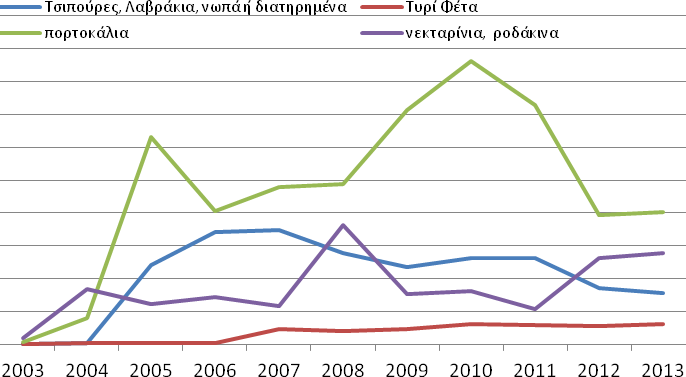 Τσιπούρες, Λαβράκια, νωπά ή διατηρημένα Τυρί Φέτα
πορτοκάλια νεκταρίνια, ροδάκινα
2003 2004 2005 2006 2007 2008 2009 2010 2011 2012 2013